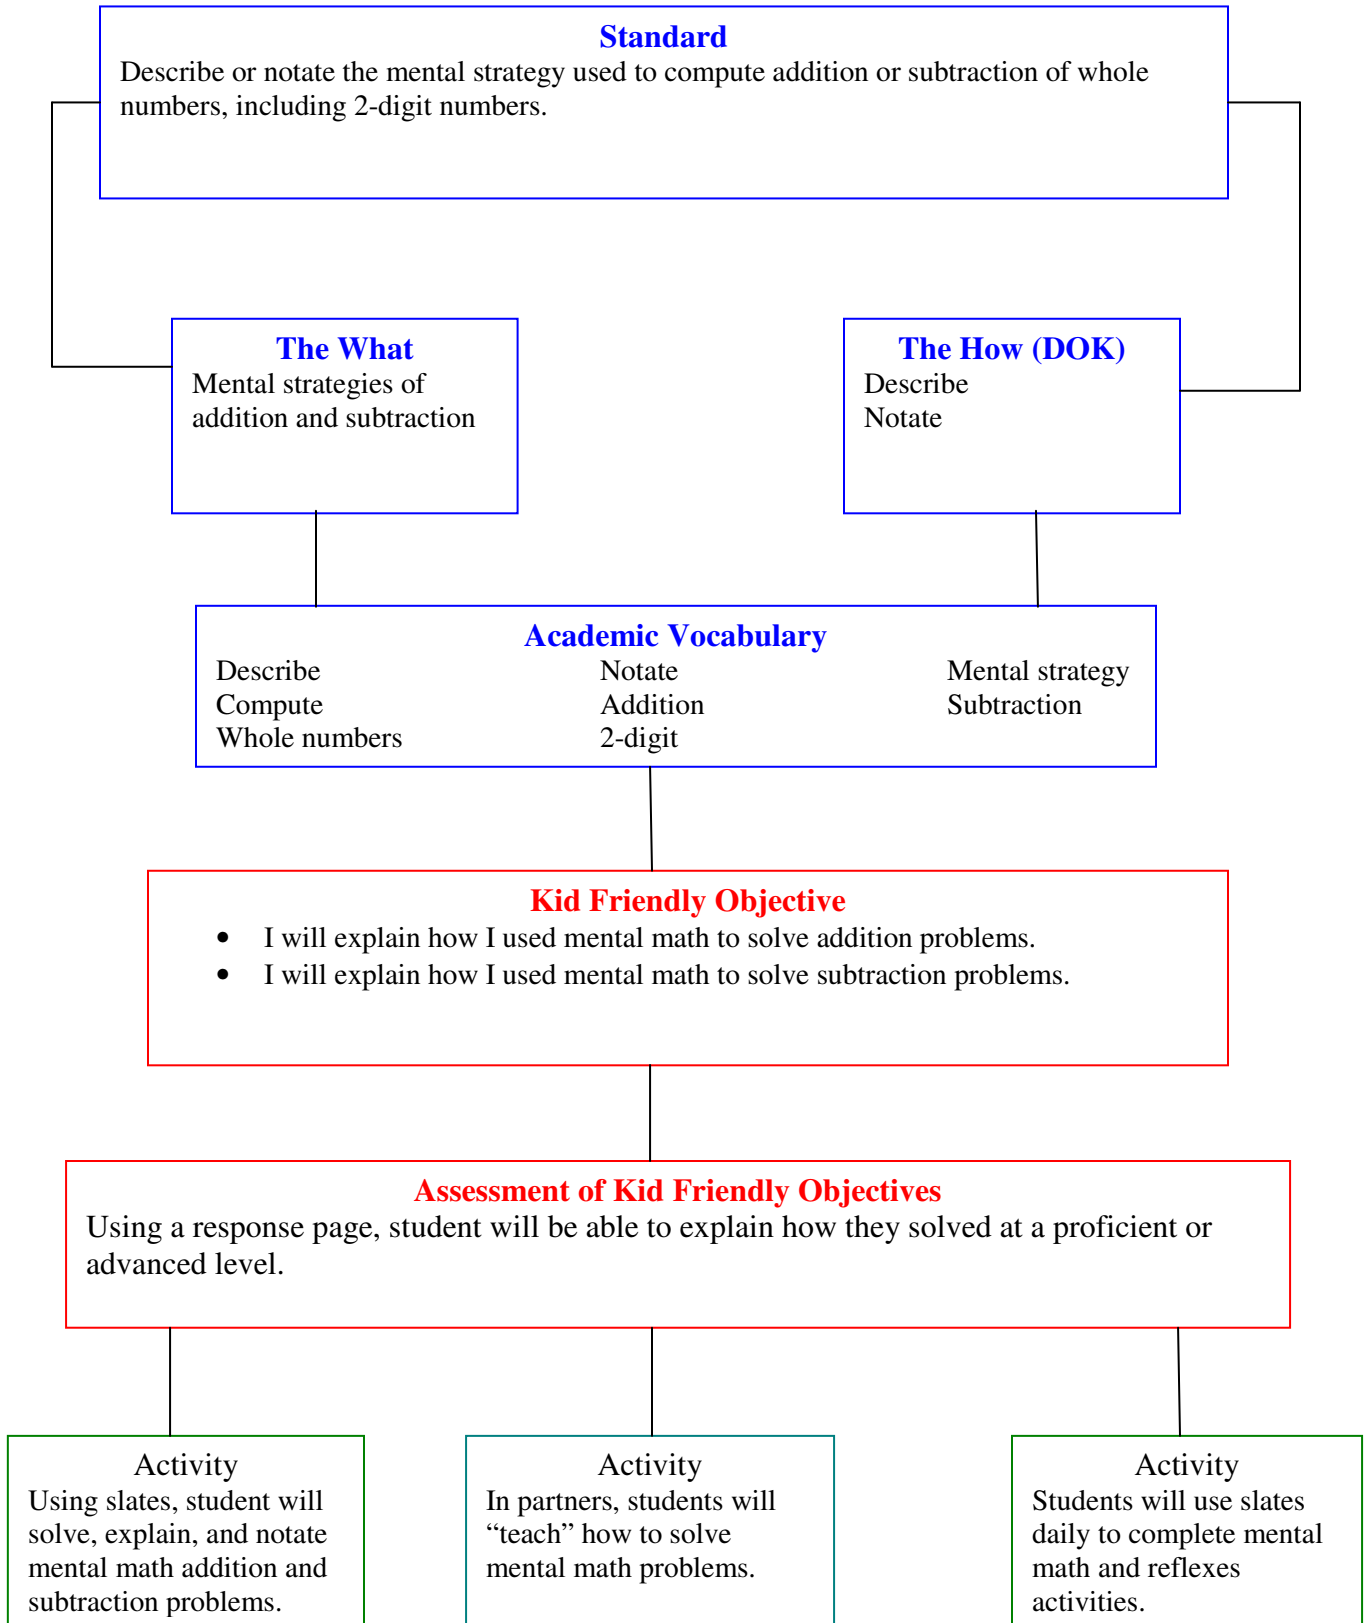 Standard
Describe or notate the mental strategy used to compute addition or subtraction of whole
numbers, including 2-digit numbers.
The What
Mental strategies of
addition and subtraction
The How (DOK)
Describe
Notate
Academic Vocabulary
Describe Notate Mental strategy
Compute Addition Subtraction
Whole numbers 2-digit
Kid Friendly Objective
• I will explain how I used mental math to solve addition problems.
• I will explain how I used mental math to solve subtraction problems.
Assessment of Kid Friendly Objectives
Using a response page, student will be able to explain how they solved at a proficient or
advanced level.
Activity
Using slates, student will
solve, explain, and notate
mental math addition and
subtraction problems.
Activity
In partners, students will
“teach” how to solve
mental math problems.
Activity
Students will use slates
daily to complete mental
math and reflexes
activities.